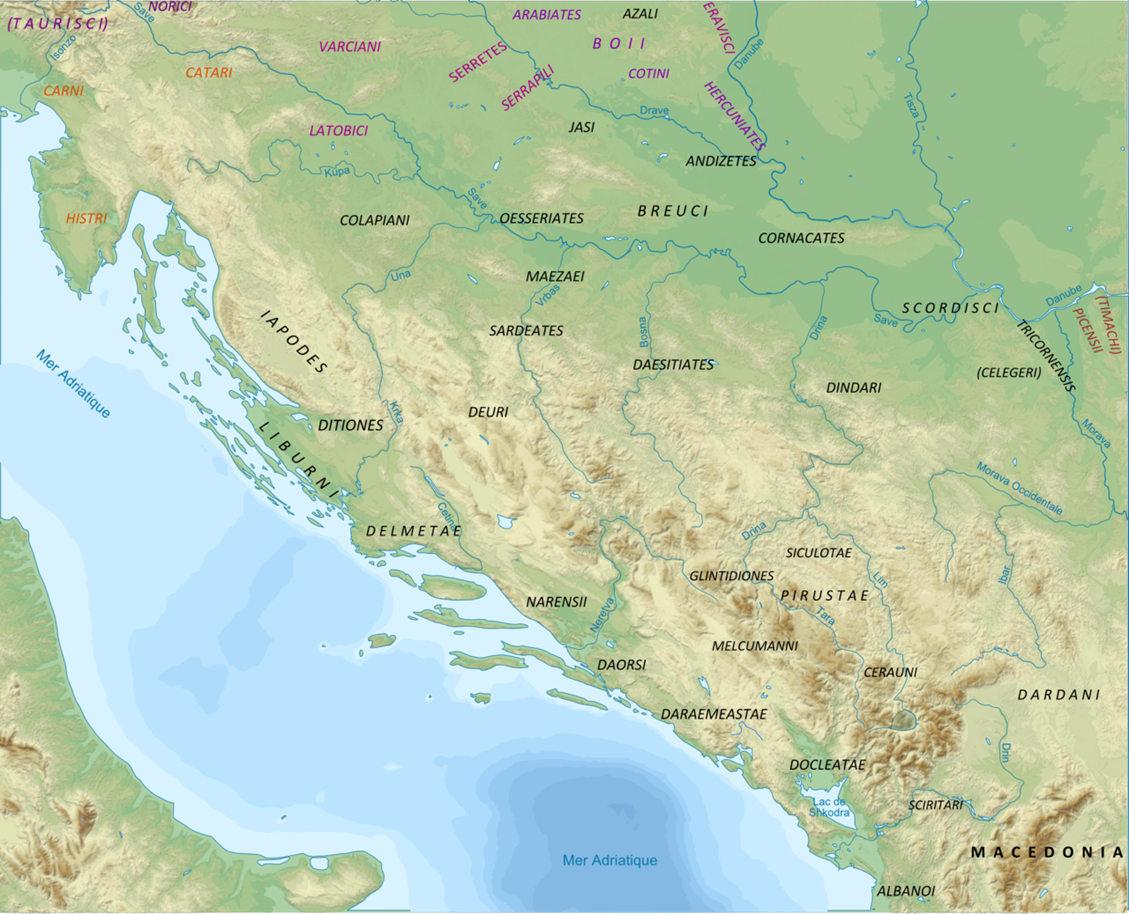 NORICI
(TAURISCI)
Save
Isonzo
ARABIATES
AZALI
ERAVISCI
VARCIANI
SERRETES
BOII
Danube
CATARI
SERRAPILI
COTINI
CARNI
HERCUNIATES
Drave
Tisza
LATOBICI
JASI
ANDIZETES
Kupa
Save
HISTRI
COLAPIANI
OESSERIATES
BREUCI
CORNACATES
Una
MAEZAEI
Vrbas
Danube
(TIMACHI)
PICENSII
SCORDISCI
Save
IAPODES
SARDEATES
Bosna
Drina
TRICORNENSIS
DAESITIATES
(CELEGERI)
Mer Adriatique
DINDARI
Krka
DEURI
DITIONES
LIBURNI
Morava
Morava Occidentale
Cetina
DELMETAE
Drina
SICULOTAE
GLINTIDIONES
Lim
Ibar
PIRUSTAE
NARENSII
Neretva
Tara
MELCUMANNI
DAORSI
CERAUNI
DARDANI
DARAEMEASTAE
Drin
DOCLEATAE
Lac de
Shkodra
SCIRITARI
Mer Adriatique
MACEDONIA
ALBANOI